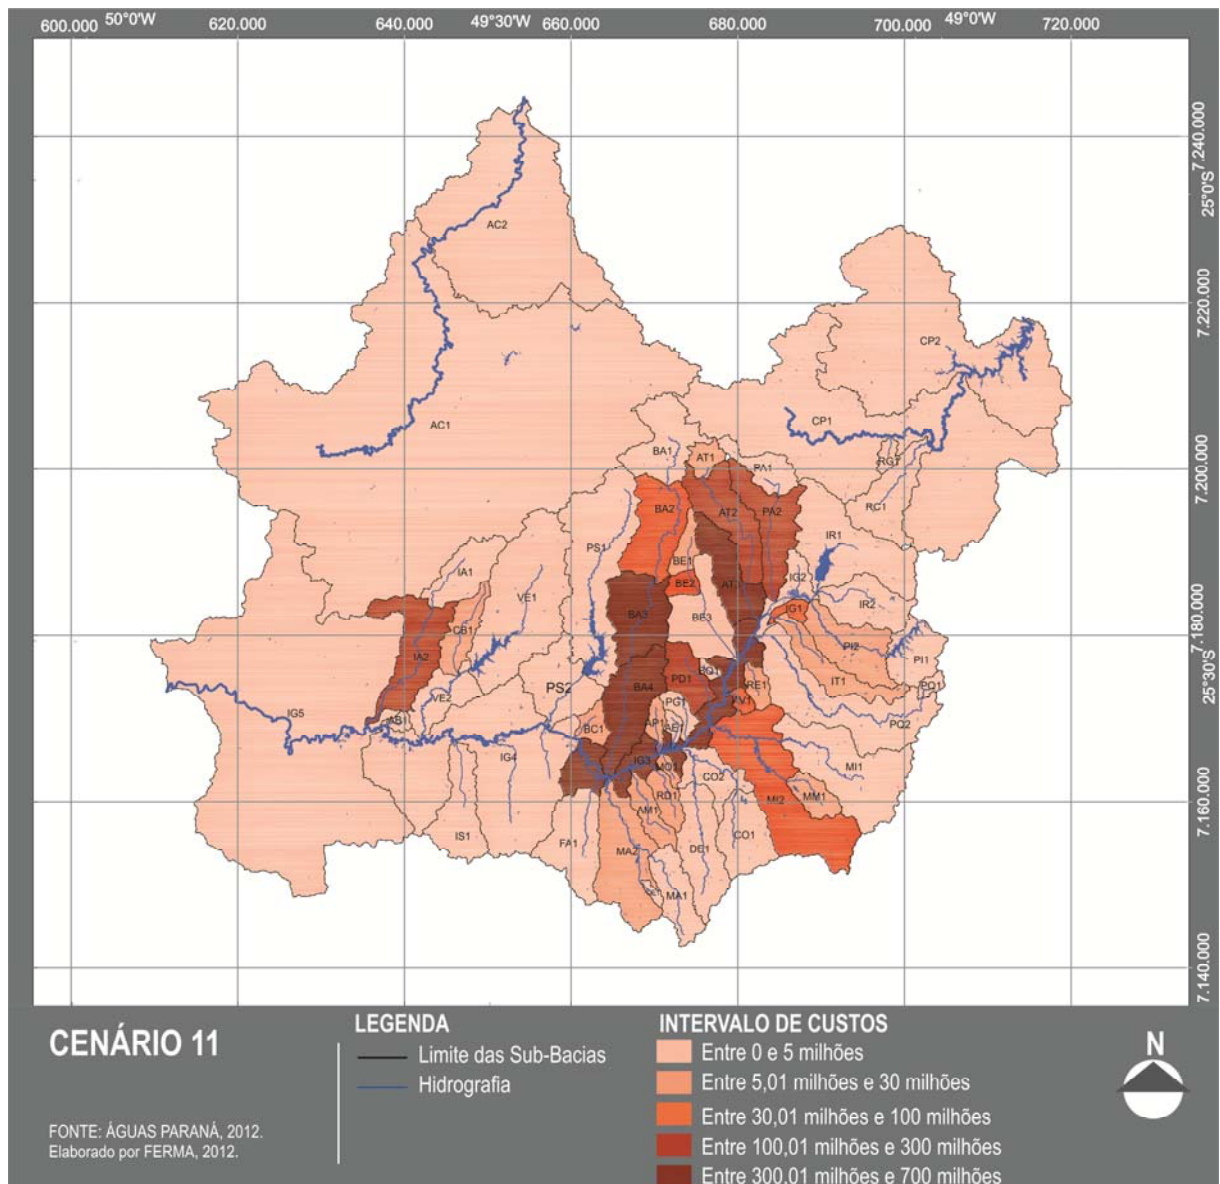 600.000 50°0'W 620.000 640.000 49°30'W 660.000 680.000 700.000 49°0'W 720.000
7.240.000
25°0'S
7.220.000
7.200.000
7.180.000
25°30'S
7.160.000
7.140.000
AC2
CP2
AC1
CP1
BA1
AT1
PA1
RG1
RC1
BA2
AT2
PA2
IR1
PS1
BE1
IA1
BE2
IG2
VE1
IR2
BA3
BE3
IG1
CB1
PI2
IA2
PI1
PD1
RE1
IT1
PS2
BA4
VE2
PG1
IG5
PO2
BC1
IG4
IG3
MI1
CO2
RD1
MI2
MM1
AM1
IS1
FA1
MA2
DE1
CO1
MA1
CENÁRIO 11
FONTE: ÁGUAS PARANÁ, 2012.
Elaborado por FERMA, 2012.
LEGENDA
Limite das Sub-Bacias
Hidrografia
INTERVALO DE CUSTOS
Entre 0 e 5 milhões
Entre 5,01 milhões e 30 milhões
Entre 30,01 milhões e 100 milhões
Entre 100,01 milhões e 300 milhões
Entre 300,01 milhões e 700 milhões
N